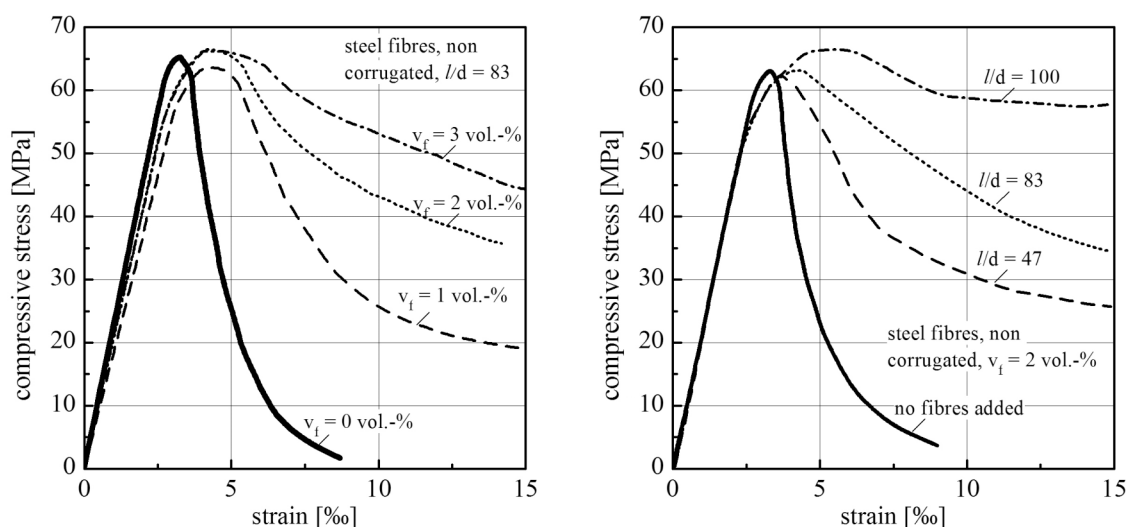 70
60
50
40
30
20
10
0
compressive stress [MPa]
steel fibres, non
corrugated, l/d = 83
v_f = 3 vol.-%
v_f = 2 vol.-%
v_f = 1 vol.-%
v_f = 0 vol.-%
0 5 10 15
strain [‰]
70
60
50
40
30
20
10
0
compressive stress [MPa]
l/d = 100
l/d = 83
l/d = 47
steel fibres, non
corrugated, v_f = 2 vol.-%
no fibres added
0 5 10 15
strain [‰]